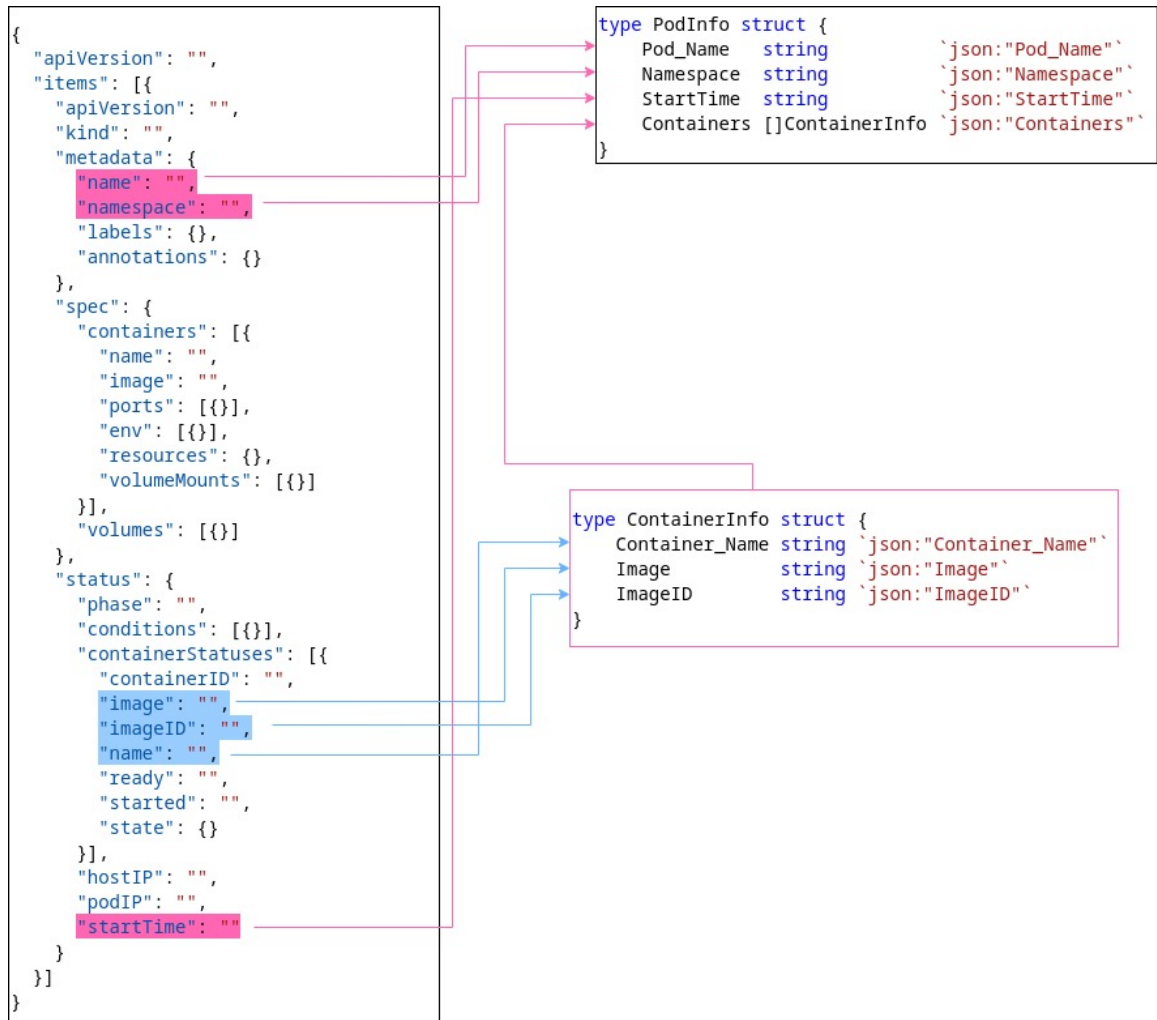 {
  "apiVersion": "",
  "items": [{
    "apiVersion": "",
    "kind": "",
    "metadata": {
      "name": "",
      "namespace": "",
      "labels": {},
      "annotations": {}
    },
    "spec": {
      "containers": [{
        "name": "",
        "image": "",
        "ports": [{}],
        "env": [{}],
        "resources": {},
        "volumeMounts": [{}]
      }],
      "volumes": [{}]
    },
    "status": {
      "phase": "",
      "conditions": [{}],
      "containerStatuses": [{
        "containerID": "",
        "image": "",
        "imageID": "",
        "name": "",
        "ready": "",
        "started": "",
        "state": {}
      }],
      "hostIP": "",
      "podIP": "",
      "startTime": ""
    }
  }]
}
type PodInfo struct {
    Pod_Name   string          `json:"Pod_Name"`
    Namespace  string          `json:"Namespace"`
    StartTime  string          `json:"StartTime"`
    Containers []ContainerInfo `json:"Containers"`
}
type ContainerInfo struct {
    Container_Name string `json:"Container_Name"`
    Image          string `json:"Image"`
    ImageID        string `json:"ImageID"`
}